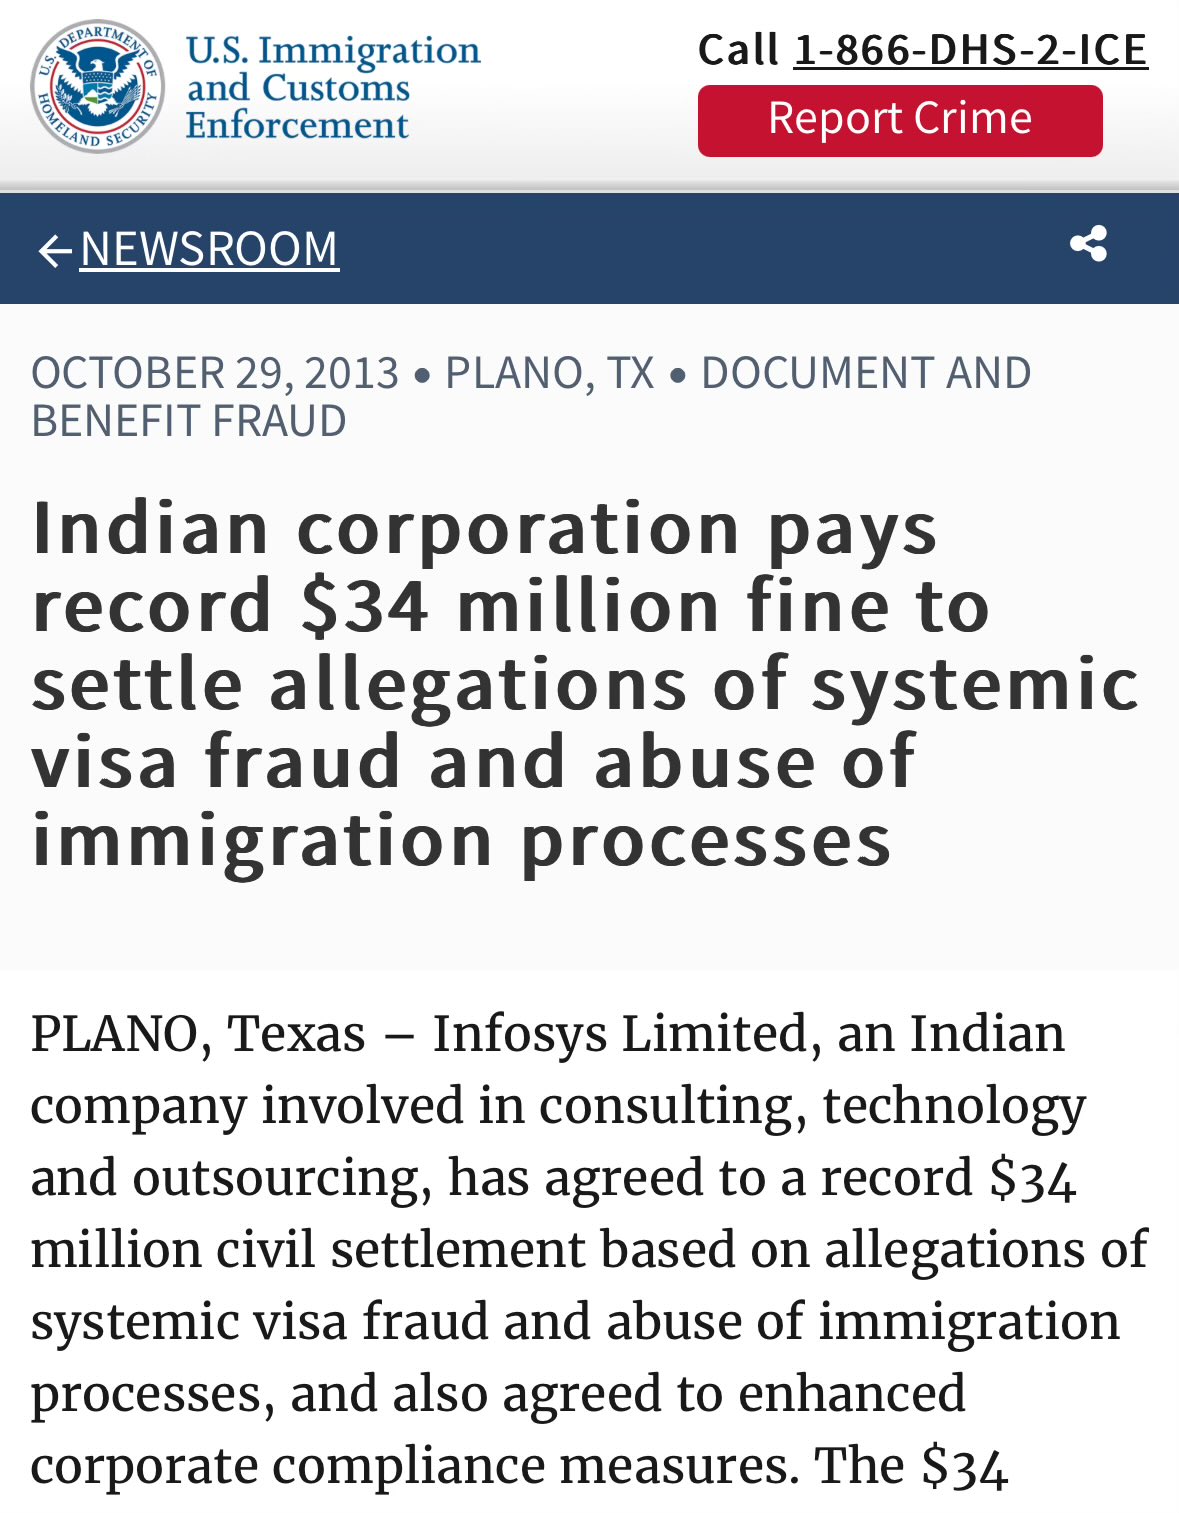 U.S. DEPARTMENT OF
HOMELAND SECURITY
U.S. Immigration
and Customs
Enforcement
Call 1-866-DHS-2-ICE
Report Crime
←NEWSROOM
OCTOBER 29, 2013 • PLANO, TX • DOCUMENT AND
BENEFIT FRAUD
Indian corporation pays
record $34 million fine to
settle allegations of systemic
visa fraud and abuse of
immigration processes
PLANO, Texas – Infosys Limited, an Indian
company involved in consulting, technology
and outsourcing, has agreed to a record $34
million civil settlement based on allegations of
systemic visa fraud and abuse of immigration
processes, and also agreed to enhanced
corporate compliance measures. The $34